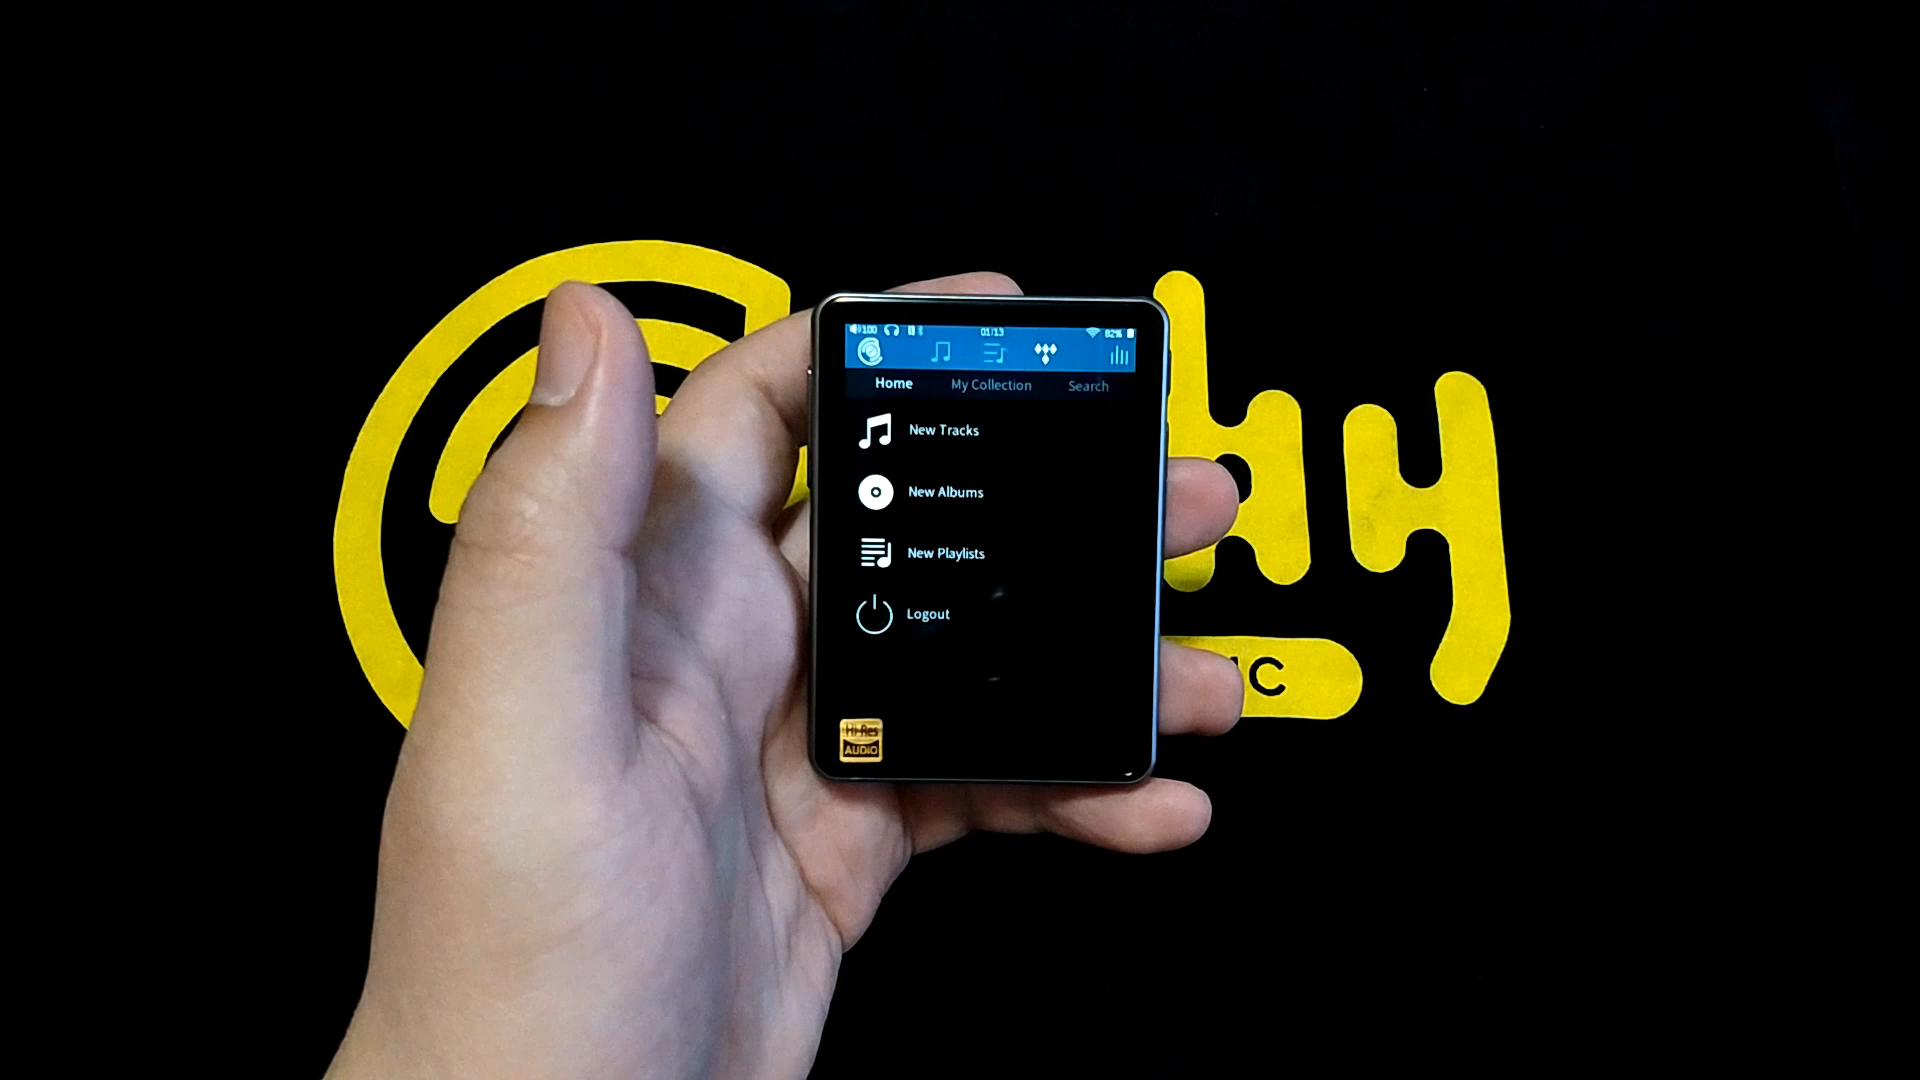 100 01:13 82%
Home My Collection Search
New Tracks
New Albums
New Playlists
Logout
Hi-Res
AUDIO